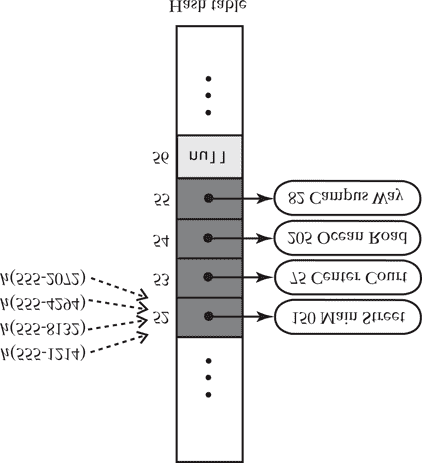 h(555-1214)
h(555-8132)
h(555-4294)
h(555-2072)
52
150 Main Street
53
75 Center Court
54
205 Ocean Road
55
82 Campus Way
56
null
Hash table